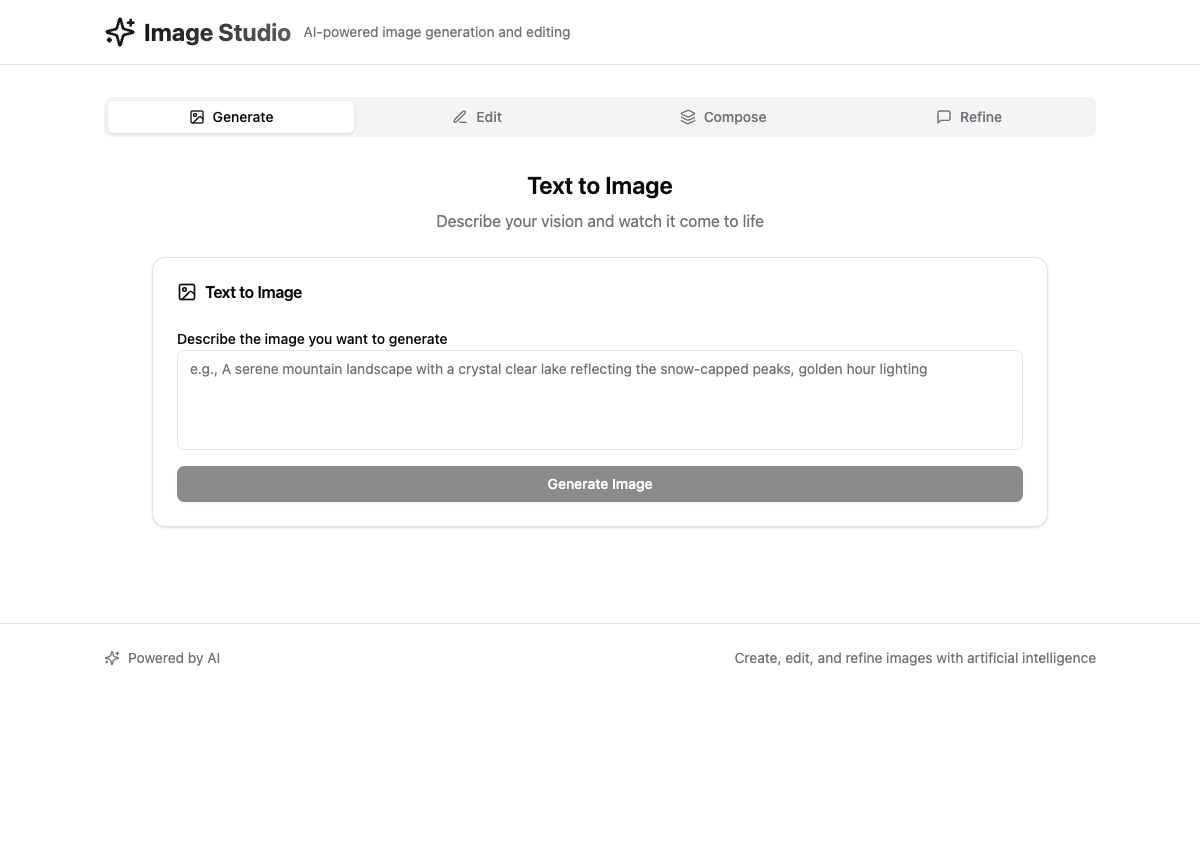 Image Studio AI-powered image generation and editing
Generate Edit Compose Refine
Text to Image
Describe your vision and watch it come to life
Text to Image
Describe the image you want to generate
e.g., A serene mountain landscape with a crystal clear lake reflecting the snow-capped peaks, golden hour lighting
Generate Image
Powered by AI Create, edit, and refine images with artificial intelligence